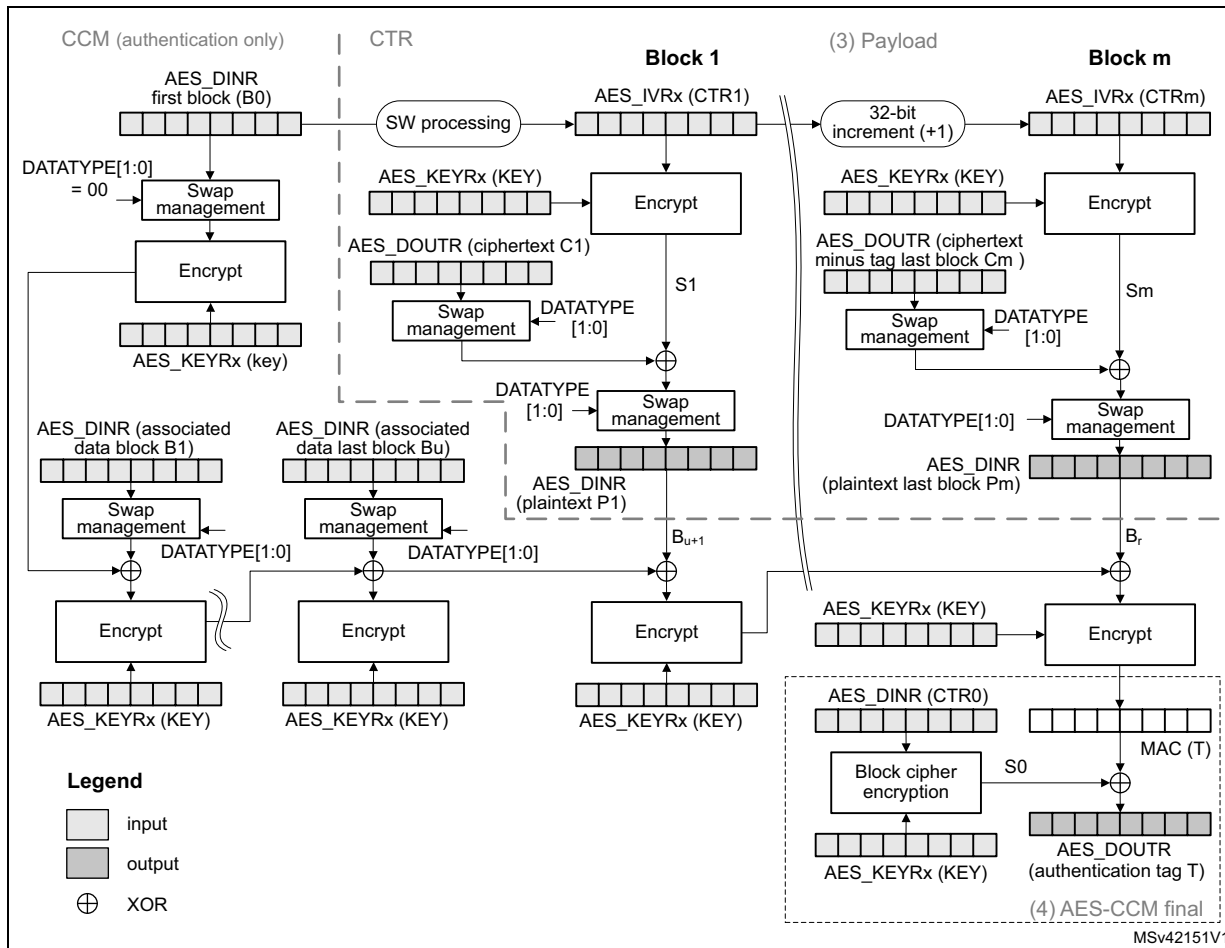 CCM (authentication only)
CTR
(3) Payload
Block 1
Block m
AES_DINR
first block (B0)
AES_IVRx (CTR1)
AES_IVRx (CTRm)
SW processing
32-bit
increment (+1)
DATATYPE[1:0]
= 00
Swap
management
AES_KEYRx (KEY)
Encrypt
AES_KEYRx (KEY)
Encrypt
Encrypt
AES_KEYRx (key)
AES_DOUTR (ciphertext C1)
Swap
management
DATATYPE
[1:0]
S1
AES_DOUTR (ciphertext
minus tag last block Cm )
Swap
management
DATATYPE
[1:0]
Sm
DATATYPE
[1:0]
Swap
management
DATATYPE[1:0]
Swap
management
AES_DINR
(plaintext P1)
AES_DINR
(plaintext last block Pm)
AES_DINR (associated
data block B1)
Swap
management
DATATYPE[1:0]
AES_DINR (associated
data last block Bu)
Swap
management
DATATYPE[1:0]
Bu+1
Br
Encrypt
AES_KEYRx (KEY)
Encrypt
AES_KEYRx (KEY)
Encrypt
AES_KEYRx (KEY)
AES_KEYRx (KEY)
Encrypt
AES_DINR (CTR0)
Block cipher
encryption
S0
AES_KEYRx (KEY)
MAC (T)
AES_DOUTR
(authentication tag T)
(4) AES-CCM final
Legend
input
output
XOR
MSv42151V1